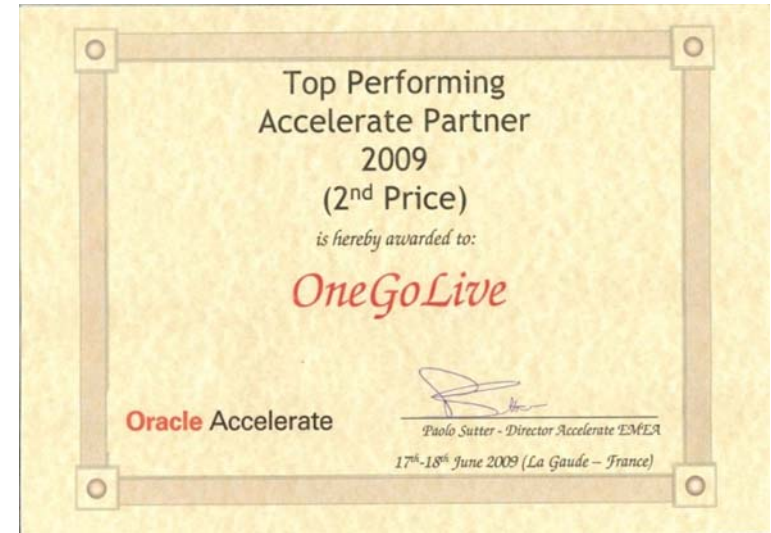 Top Performing
Accelerate Partner
2009
(2nd Price)
is hereby awarded to:
OneGoLive
Oracle Accelerate
Paolo Sutter - Director Accelerate EMEA
17th-18th June 2009 (La Gaude – France)